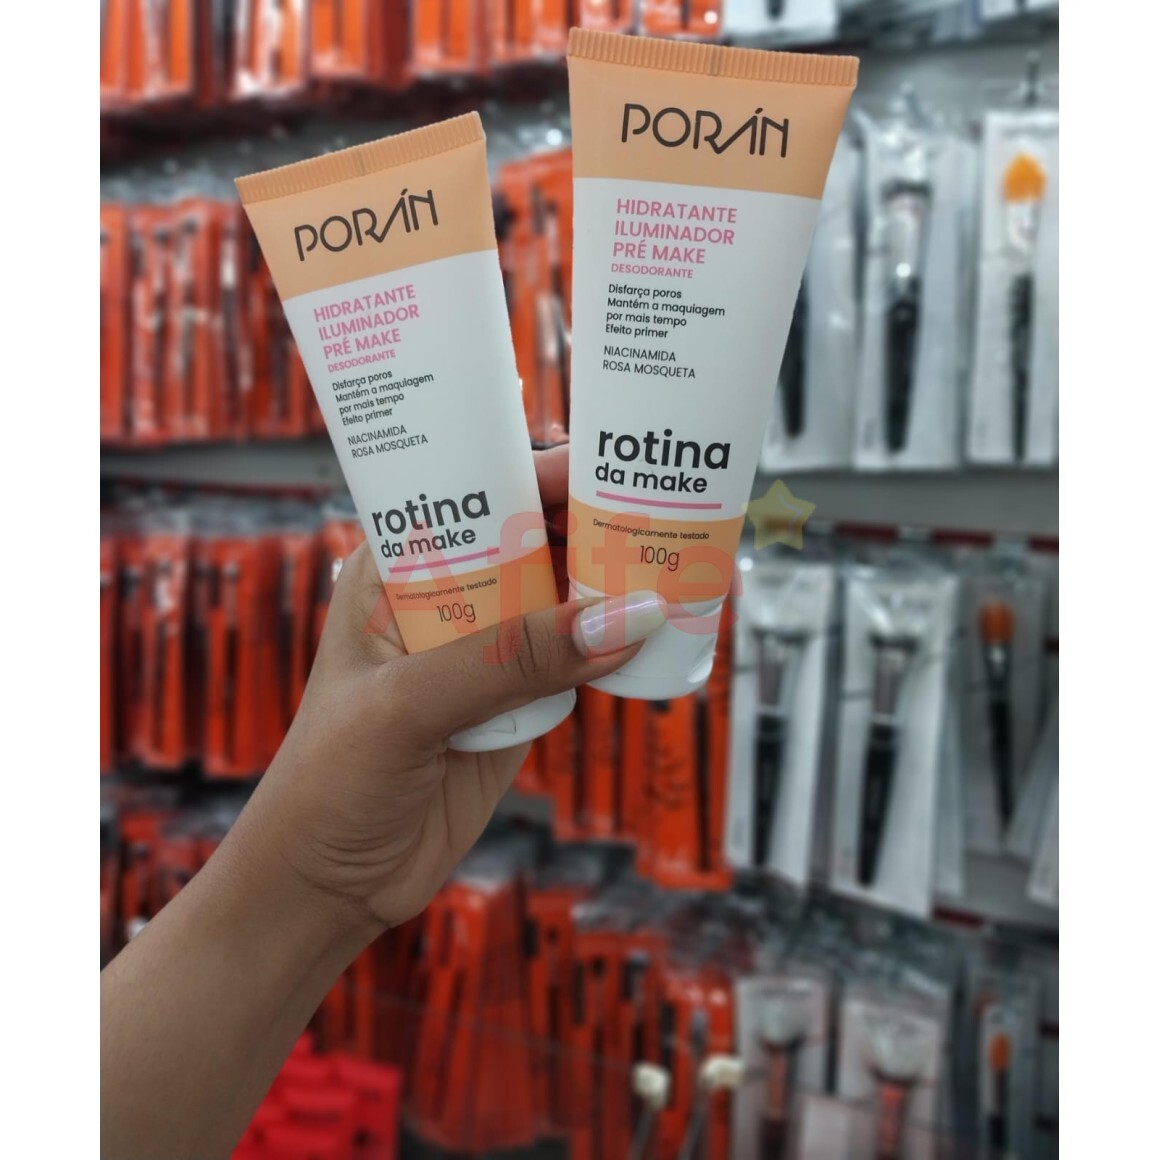 PORÁN
HIDRATANTE
ILUMINADOR
PRÉ MAKE
DESODORANTE
Disfarça poros
Mantém a maquiagem
por mais tempo
Efeito primer
NIACINAMIDA
ROSA MOSQUETA
rotina
da make
Dermatologicamente testado
100g
PORÁN
HIDRATANTE
ILUMINADOR
PRÉ MAKE
DESODORANTE
Disfarça poros
Mantém a maquiagem
por mais tempo
Efeito primer
NIACINAMIDA
ROSA MOSQUETA
rotina
da make
Dermatologicamente testado
100g
Afife